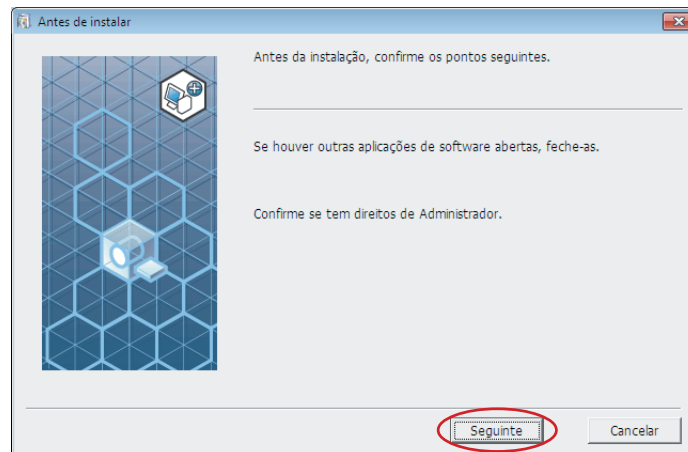 Antes de instalar
Antes da instalação, confirme os pontos seguintes.
Se houver outras aplicações de software abertas, feche-as.
Confirme se tem direitos de Administrador.
Seguinte
Cancelar